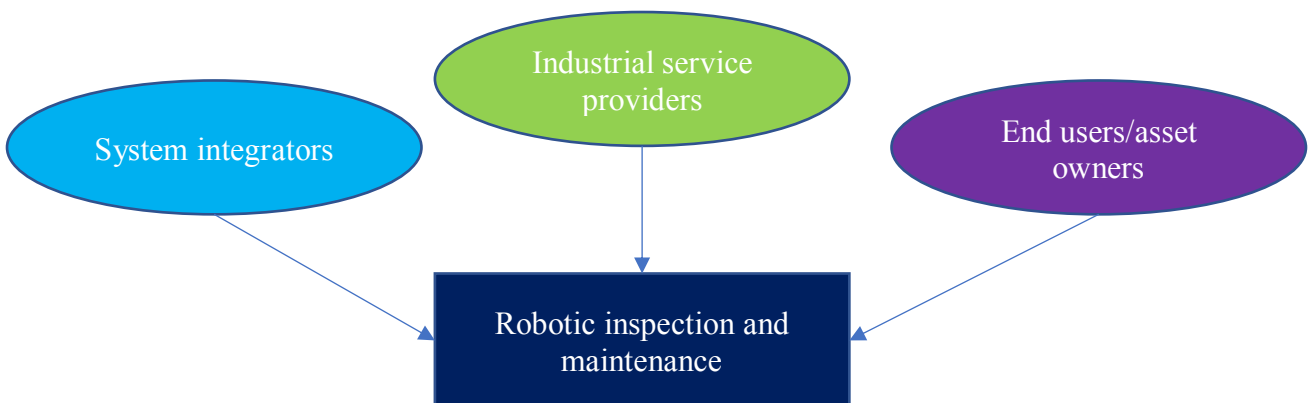 Industrial service
providers
System integrators
End users/asset
owners
Robotic inspection and
maintenance